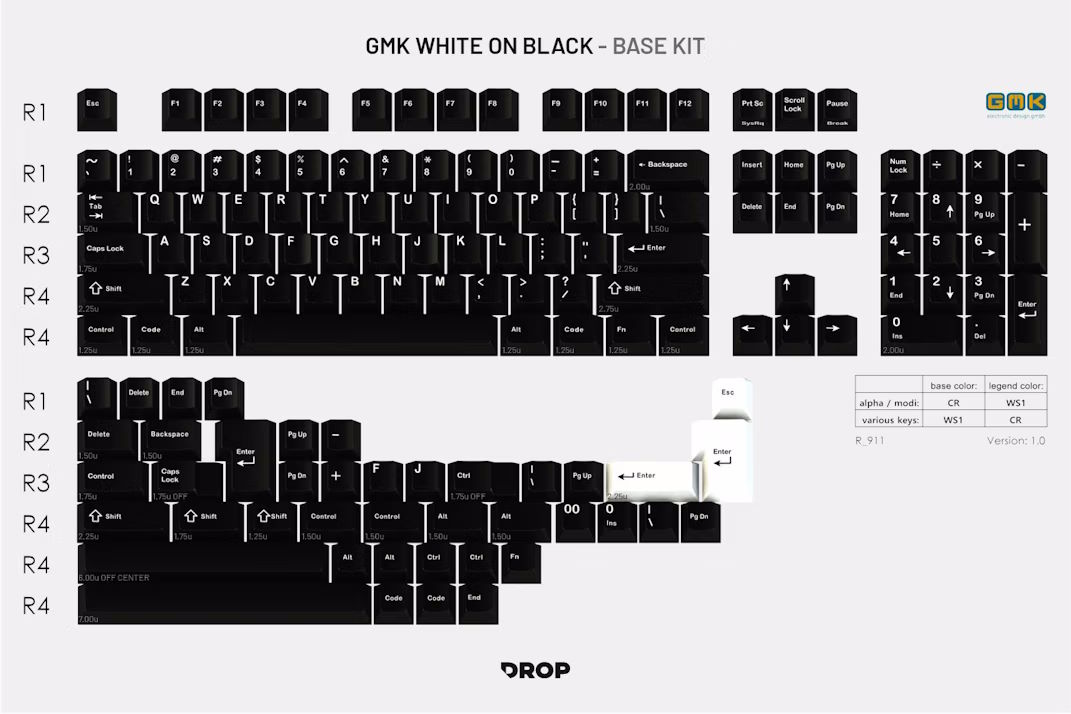 GMK WHITE ON BLACK - BASE KIT
R1 Esc F1 F2 F3 F4 F5 F6 F7 F8 F9 F10 F11 F12 Prt Sc SysRq Scroll Lock Pause Break
GMK
electronic design gmbh
R1 ~ ` ! 1 @ 2 # 3 $ 4 % 5 ^ 6 & 7 * 8 ( 9 ) 0 _ - + = ← Backspace 2.00u Insert Home Pg Up Num Lock ÷ × -
R2 Tab 1.50u Q W E R T Y U I O P { [ } ] | \ 1.50u Delete End Pg Dn 7 Home 8 ↑ 9 Pg Up +
R3 Caps Lock 1.75u A S D F G H J K L : ; " ' Enter 2.25u 4 ← 5 6 →
R4 Shift 2.25u Z X C V B N M < , > . ? / Shift 2.75u ↑ 1 End 2 ↓ 3 Pg Dn Enter
R4 Control 1.25u Code 1.25u Alt 1.25u Alt 1.25u Code 1.25u Fn 1.25u Control 1.25u ← ↓ → 0 Ins 2.00u . Del
R1 | \ Delete End Pg Dn Esc
R2 Delete 1.50u Backspace 1.50u Enter Pg Up - Enter
R3 Control 1.75u Caps Lock 1.75u OFF Pg Dn + F J Ctrl 1.75u OFF | \ Pg Up Enter 2.25u
R4 Shift 2.25u Shift 1.75u Shift 1.25u Control 1.50u Control 1.50u Alt 1.50u Alt 1.50u 00 0 Ins | \ Pg Dn
R4 6.00u OFF CENTER Alt Alt Ctrl Ctrl Fn
R4 7.00u Code Code End
base color: legend color:
alpha / modi: CR WS1
various keys: WS1 CR
R_911 Version: 1.0
DROP